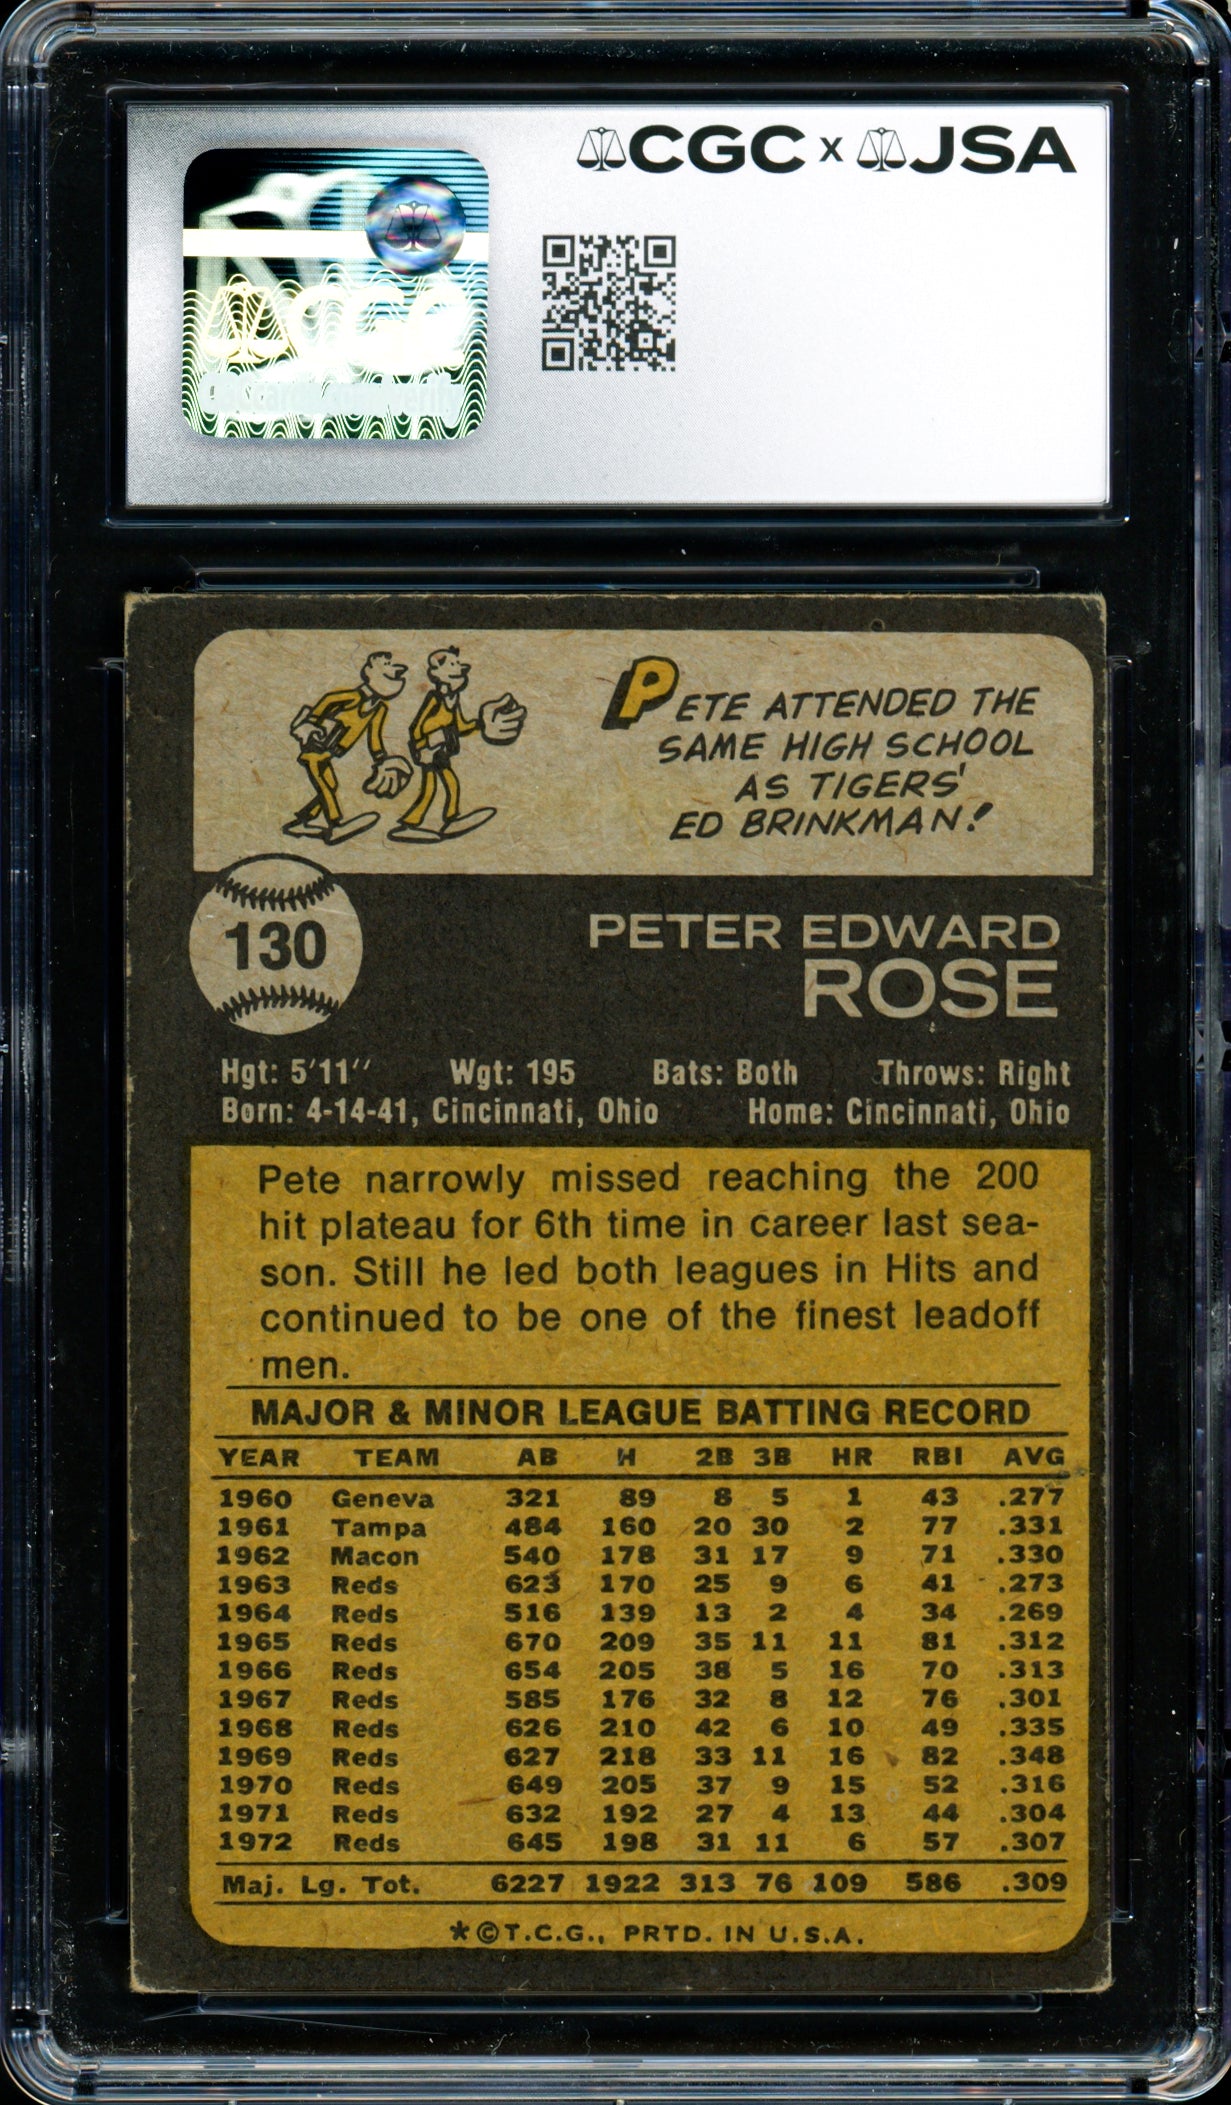 CGC x JSA
CGC
PETE ATTENDED THE
SAME HIGH SCHOOL
AS TIGERS'
ED BRINKMAN!
130
PETER EDWARD
ROSE
Hgt: 5'11'' Wgt: 195 Bats: Both Throws: Right
Born: 4-14-41, Cincinnati, Ohio Home: Cincinnati, Ohio
Pete narrowly missed reaching the 200
hit plateau for 6th time in career last sea-
son. Still he led both leagues in Hits and
continued to be one of the finest leadoff
men.
MAJOR & MINOR LEAGUE BATTING RECORD
YEAR TEAM AB H 2B 3B HR RBI AVG
1960 Geneva 321 89 8 5 1 43 .277
1961 Tampa 484 160 20 30 2 77 .331
1962 Macon 540 178 31 17 9 71 .330
1963 Reds 623 170 25 9 6 41 .273
1964 Reds 516 139 13 2 4 34 .269
1965 Reds 670 209 35 11 11 81 .312
1966 Reds 654 205 38 5 16 70 .313
1967 Reds 585 176 32 8 12 76 .301
1968 Reds 626 210 42 6 10 49 .335
1969 Reds 627 218 33 11 16 82 .348
1970 Reds 649 205 37 9 15 52 .316
1971 Reds 632 192 27 4 13 44 .304
1972 Reds 645 198 31 11 6 57 .307
Maj. Lg. Tot. 6227 1922 313 76 109 586 .309
*©T.C.G., PRTD. IN U.S.A.